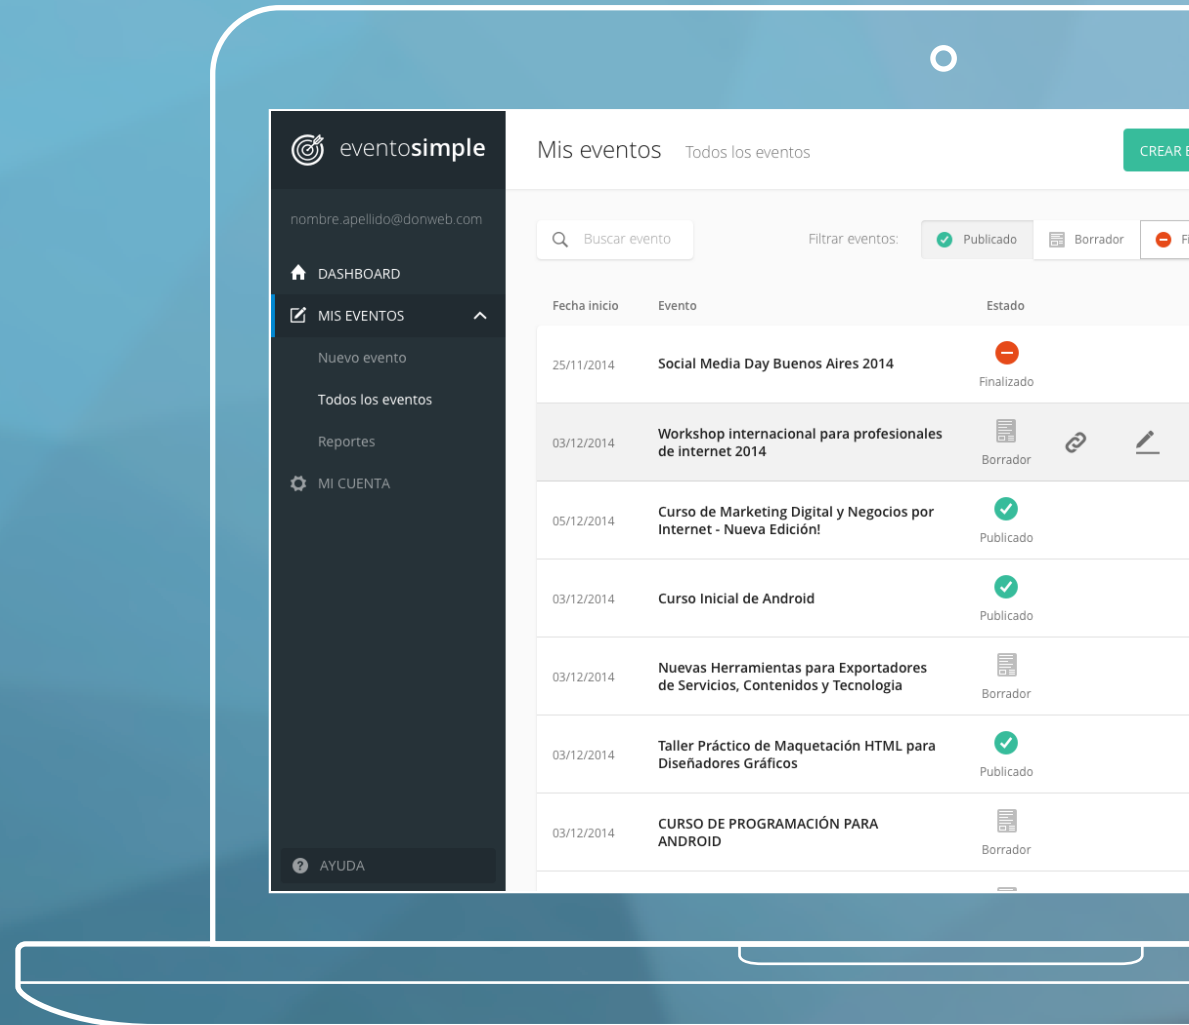 eventosimple
nombre.apellido@donweb.com
DASHBOARD
MIS EVENTOS
Nuevo evento
Todos los eventos
Reportes
MI CUENTA
AYUDA
Mis eventos Todos los eventos
CREAR
Buscar evento
Filtrar eventos: Publicado Borrador
Fecha inicio Evento Estado
25/11/2014 Social Media Day Buenos Aires 2014 Finalizado
03/12/2014 Workshop internacional para profesionales
de internet 2014 Borrador
05/12/2014 Curso de Marketing Digital y Negocios por
Internet - Nueva Edición! Publicado
03/12/2014 Curso Inicial de Android Publicado
03/12/2014 Nuevas Herramientas para Exportadores
de Servicios, Contenidos y Tecnologia Borrador
03/12/2014 Taller Práctico de Maquetación HTML para
Diseñadores Gráficos Publicado
03/12/2014 CURSO DE PROGRAMACIÓN PARA
ANDROID Borrador